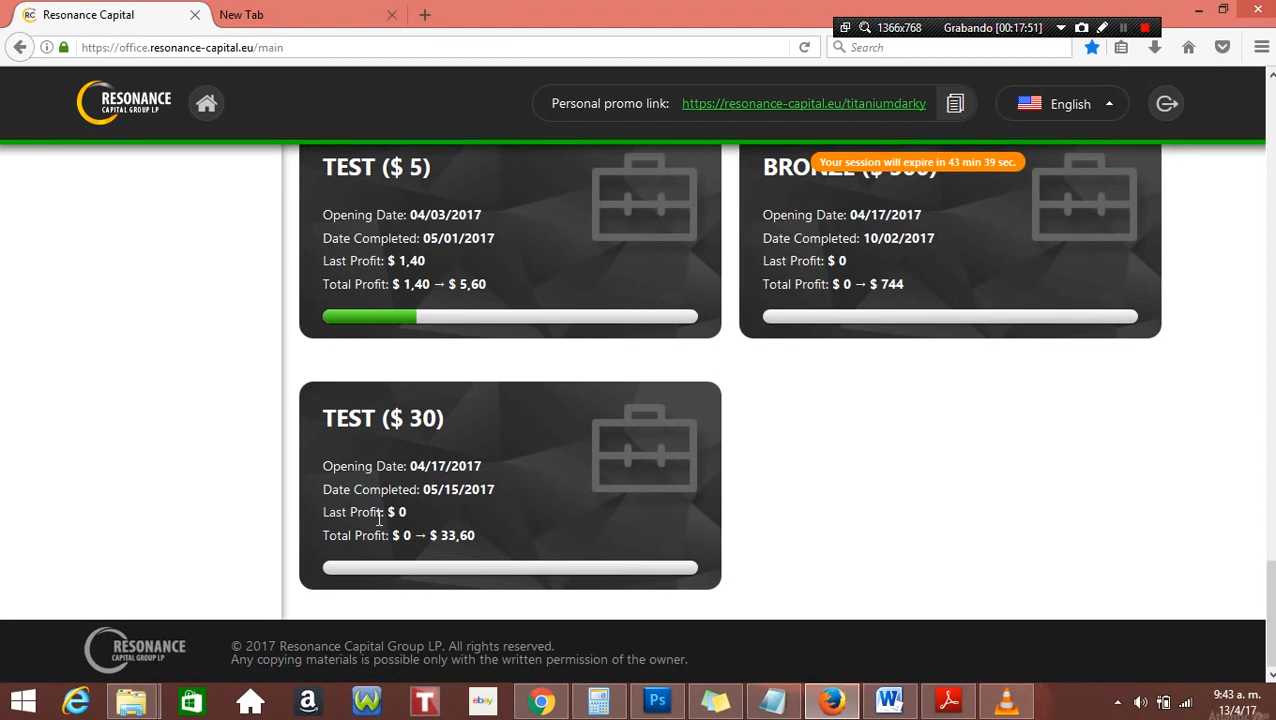 Resonance Capital
New Tab
1366x768
Grabando [00:17:51]
https://office.resonance-capital.eu/main
Search
RESONANCE
CAPITAL GROUP LP
Personal promo link: https://resonance-capital.eu/titaniumdarky
English
Your session will expire in 43 min 39 sec.
TEST ($ 5)
Opening Date: 04/03/2017
Date Completed: 05/01/2017
Last Profit: $ 1,40
Total Profit: $ 1,40 → $ 5,60
BRONZE ($ 300)
Opening Date: 04/17/2017
Date Completed: 10/02/2017
Last Profit: $ 0
Total Profit: $ 0 → $ 744
TEST ($ 30)
Opening Date: 04/17/2017
Date Completed: 05/15/2017
Last Profit: $ 0
Total Profit: $ 0 → $ 33,60
RESONANCE
CAPITAL GROUP LP
© 2017 Resonance Capital Group LP. All rights reserved.
Any copying materials is possible only with the written permission of the owner.
9:43 a. m.
13/4/17